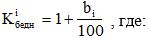 K^i_бедн = 1 + b_i/100 , где: